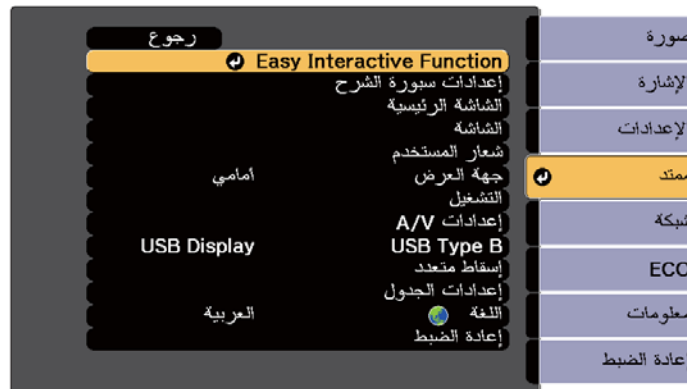 رجوع
Easy Interactive Function
إعدادات سبورة الشرح
الشاشة الرئيسية
الشاشة
شعار المستخدم
جهة العرض أمامي
التشغيل
إعدادات A/V
USB Type B USB Display
إسقاط متعدد
إعدادات الجدول
اللغة العربية
إعادة الضبط
صورة
الإشارة
الإعدادات
ممتد
شبكة
ECO
معلومات
إعادة الضبط